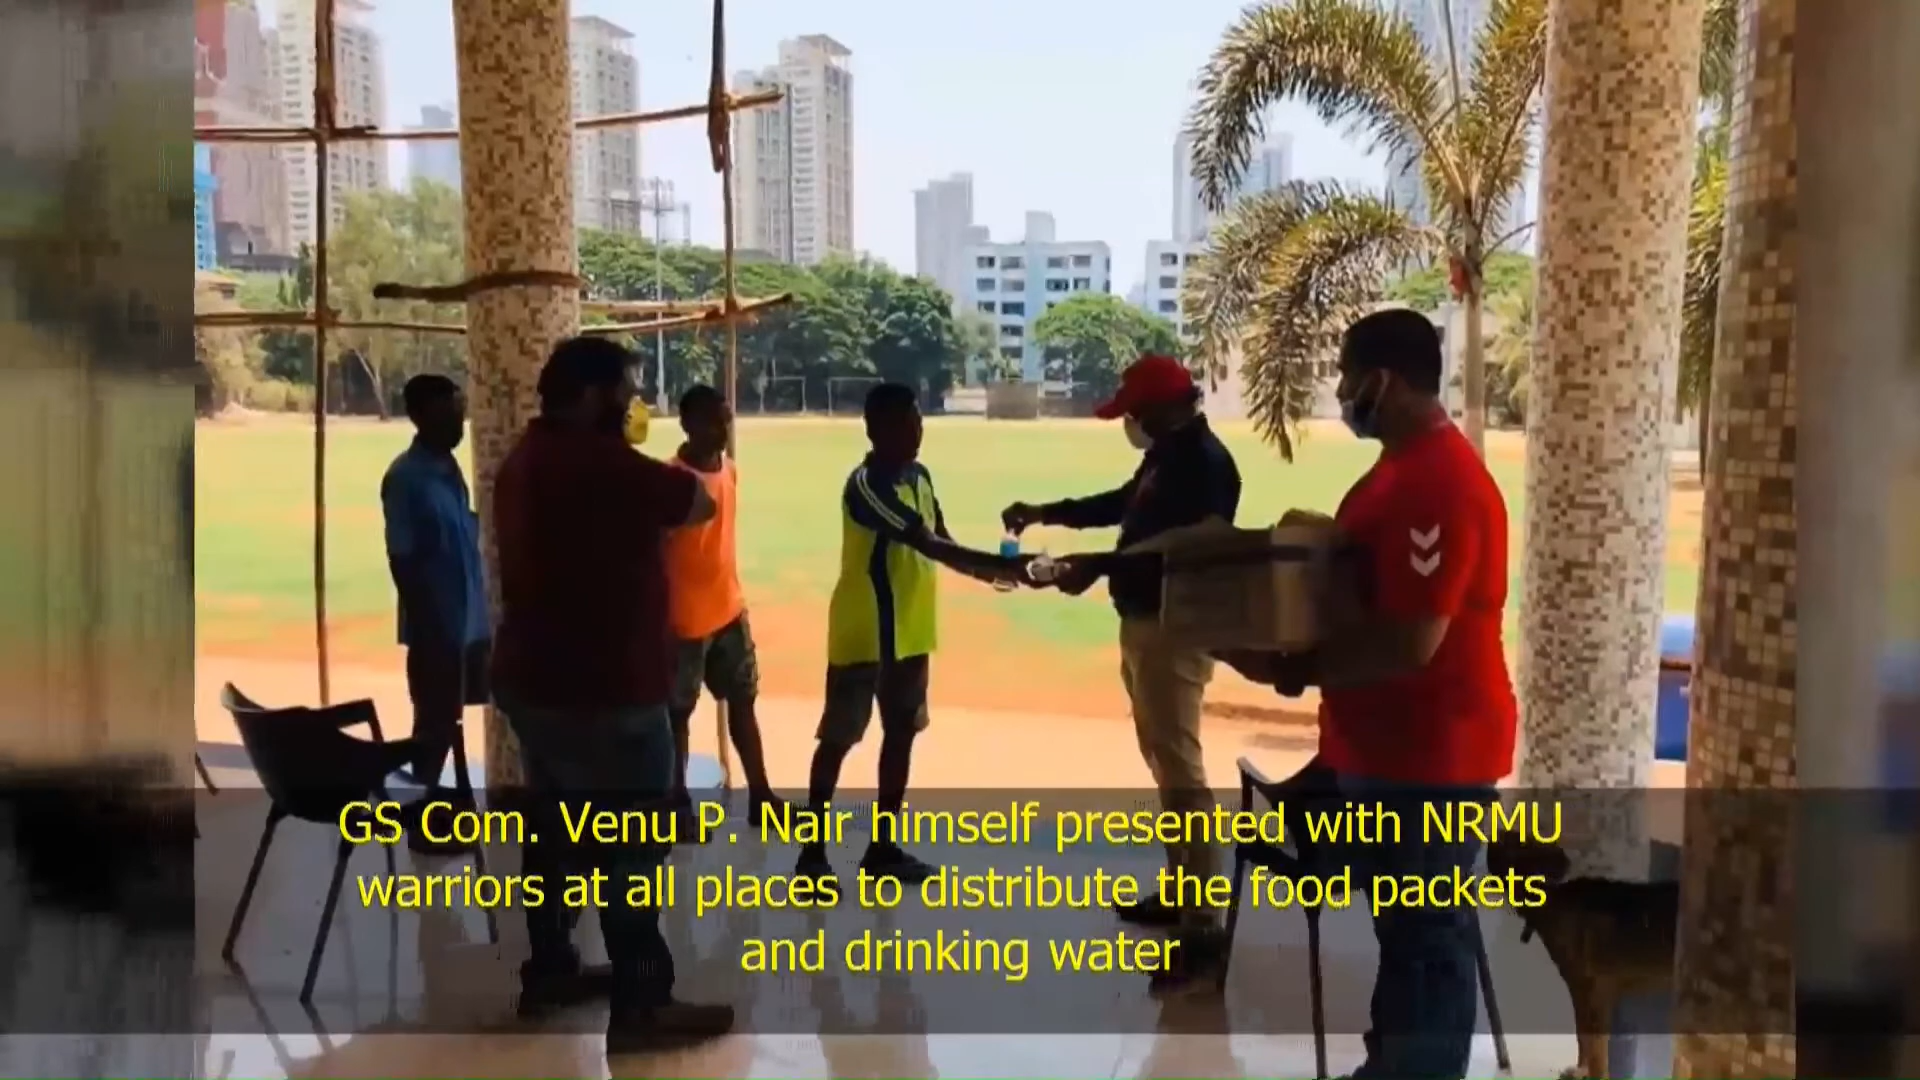 GS Com. Venu P. Nair himself presented with NRMU
warriors at all places to distribute the food packets
and drinking water